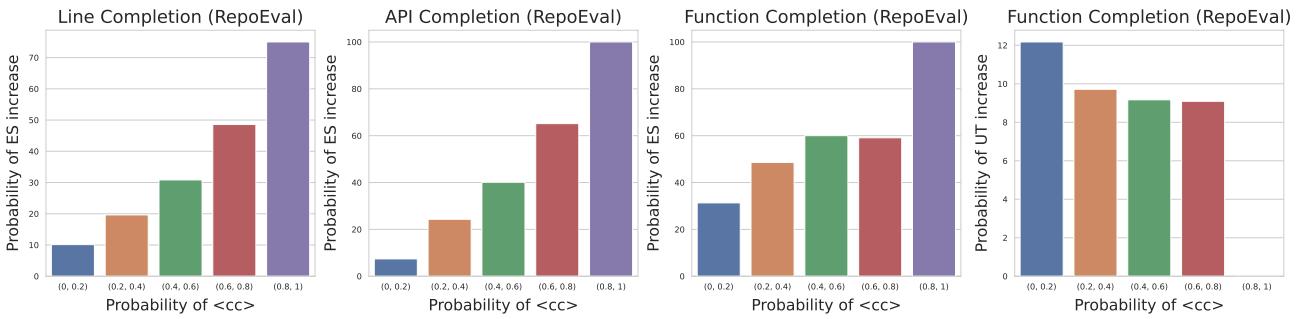 Line Completion (RepoEval)
Probability of ES increase
70
60
50
40
30
20
10
0
(0, 0.2) (0.2, 0.4) (0.4, 0.6) (0.6, 0.8) (0.8, 1)
Probability of <cc>
API Completion (RepoEval)
Probability of ES increase
100
80
60
40
20
0
(0, 0.2) (0.2, 0.4) (0.4, 0.6) (0.6, 0.8) (0.8, 1)
Probability of <cc>
Function Completion (RepoEval)
Probability of ES increase
100
80
60
40
20
0
(0, 0.2) (0.2, 0.4) (0.4, 0.6) (0.6, 0.8) (0.8, 1)
Probability of <cc>
Function Completion (RepoEval)
Probability of UT increase
12
10
8
6
4
2
0
(0, 0.2) (0.2, 0.4) (0.4, 0.6) (0.6, 0.8) (0.8, 1)
Probability of <cc>